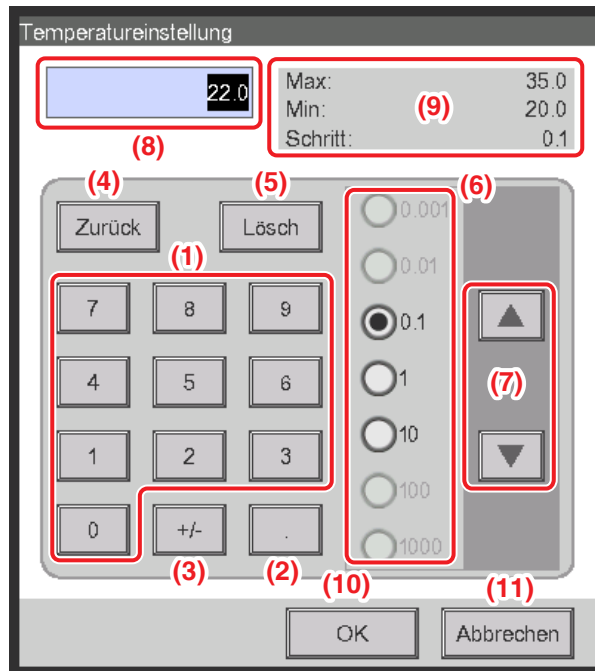 Temperatureinstellung
22.0
(8)
Max: 35.0
Min: 20.0
Schritt: 0.1
(9)
(4) (5) (6)
Zurück Lösch
(1)
7 8 9
4 5 6
1 2 3
0 +/- .
(3) (2)
0.001
0.01
0.1
1
10
100
1000
▲
(7)
▼
(10) (11)
OK Abbrechen